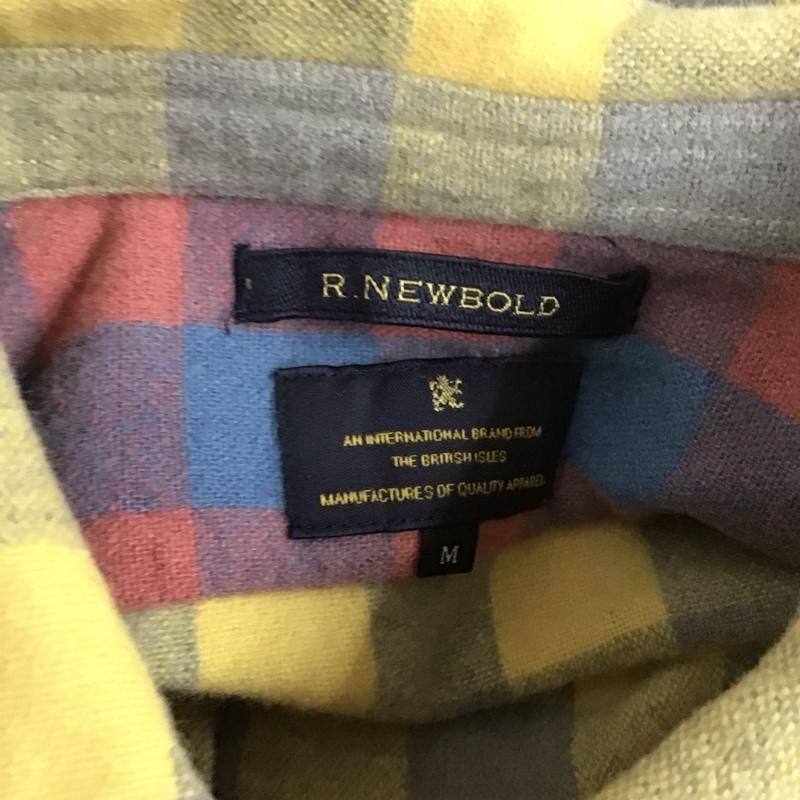 R.NEWBOLD
AN INTERNATIONAL BRAND FROM
THE BRITISH ISLES
MANUFACTURES OF QUALITY APPAREL
M